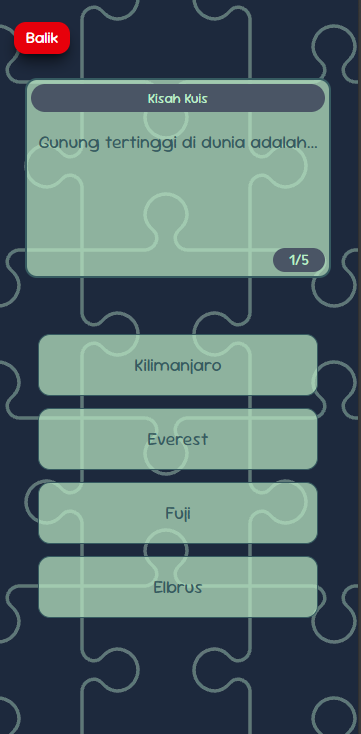 Balik
Kisah Kuis
Gunung tertinggi di dunia adalah...
1/5
Kilimanjaro
Everest
Fuji
Elbrus